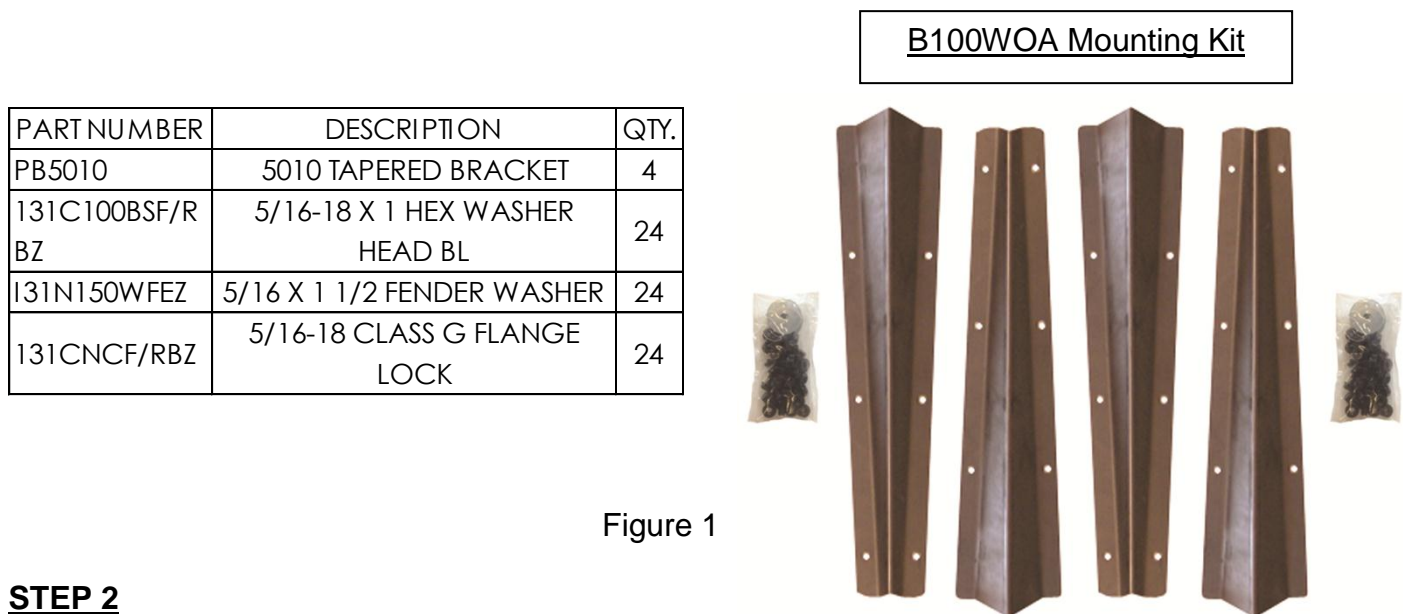 B100WOA Mounting Kit
PART NUMBER DESCRIPTION QTY.
PB5010 5010 TAPERED BRACKET 4
131C100BSF/R
BZ
5/16-18 X 1 HEX WASHER
HEAD BL
24
I31N150WFEZ 5/16 X 1 1/2 FENDER WASHER 24
131CNCF/RBZ
5/16-18 CLASS G FLANGE
LOCK
24
Figure 1
STEP 2